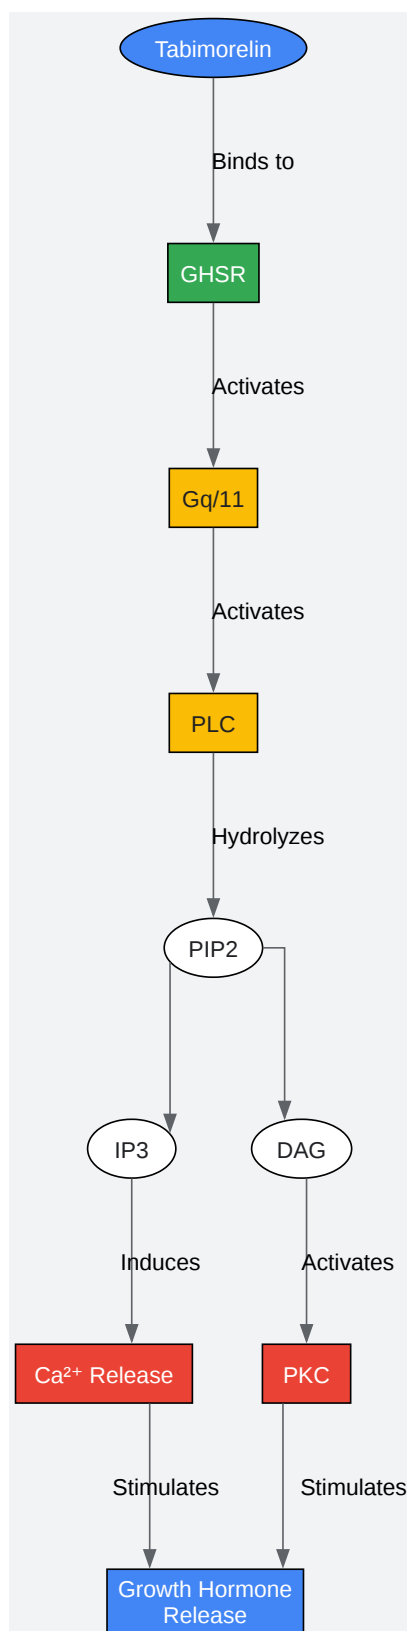 Tabimorelin
Binds to
GHSR
Activates
Gq/11
Activates
PLC
Hydrolyzes
PIP2
IP3
DAG
Induces
Activates
Ca²⁺ Release
PKC
Stimulates
Stimulates
Growth Hormone
Release